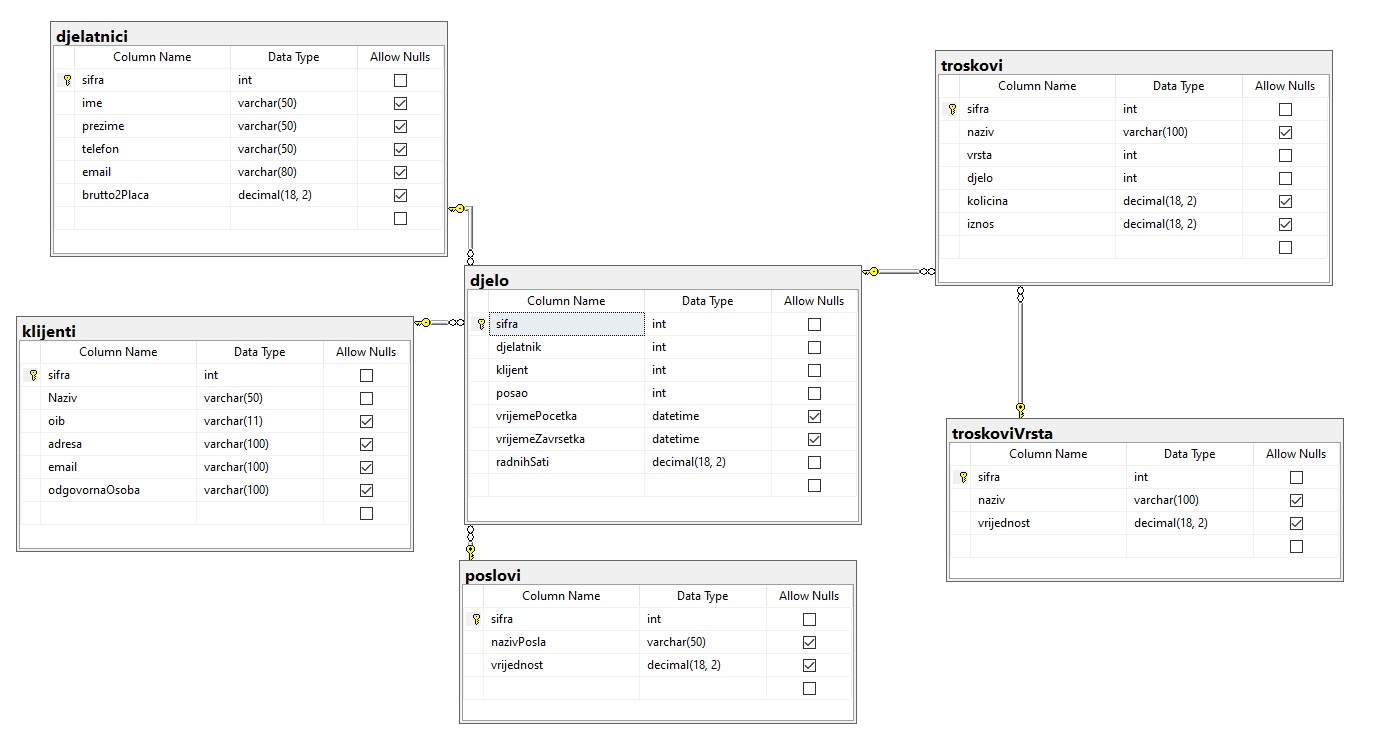 djelatnici
Column Name Data Type Allow Nulls
sifra int
ime varchar(50)
prezime varchar(50)
telefon varchar(50)
email varchar(80)
brutto2Placa decimal(18, 2)
troskovi
Column Name Data Type Allow Nulls
sifra int
naziv varchar(100)
vrsta int
djelo int
kolicina decimal(18, 2)
iznos decimal(18, 2)
djelo
Column Name Data Type Allow Nulls
sifra int
djelatnik int
klijent int
posao int
vrijemePocetka datetime
vrijemeZavrsetka datetime
radnihSati decimal(18, 2)
klijenti
Column Name Data Type Allow Nulls
sifra int
Naziv varchar(50)
oib varchar(11)
adresa varchar(100)
email varchar(100)
odgovornaOsoba varchar(100)
troskoviVrsta
Column Name Data Type Allow Nulls
sifra int
naziv varchar(100)
vrijednost decimal(18, 2)
poslovi
Column Name Data Type Allow Nulls
sifra int
nazivPosla varchar(50)
vrijednost decimal(18, 2)